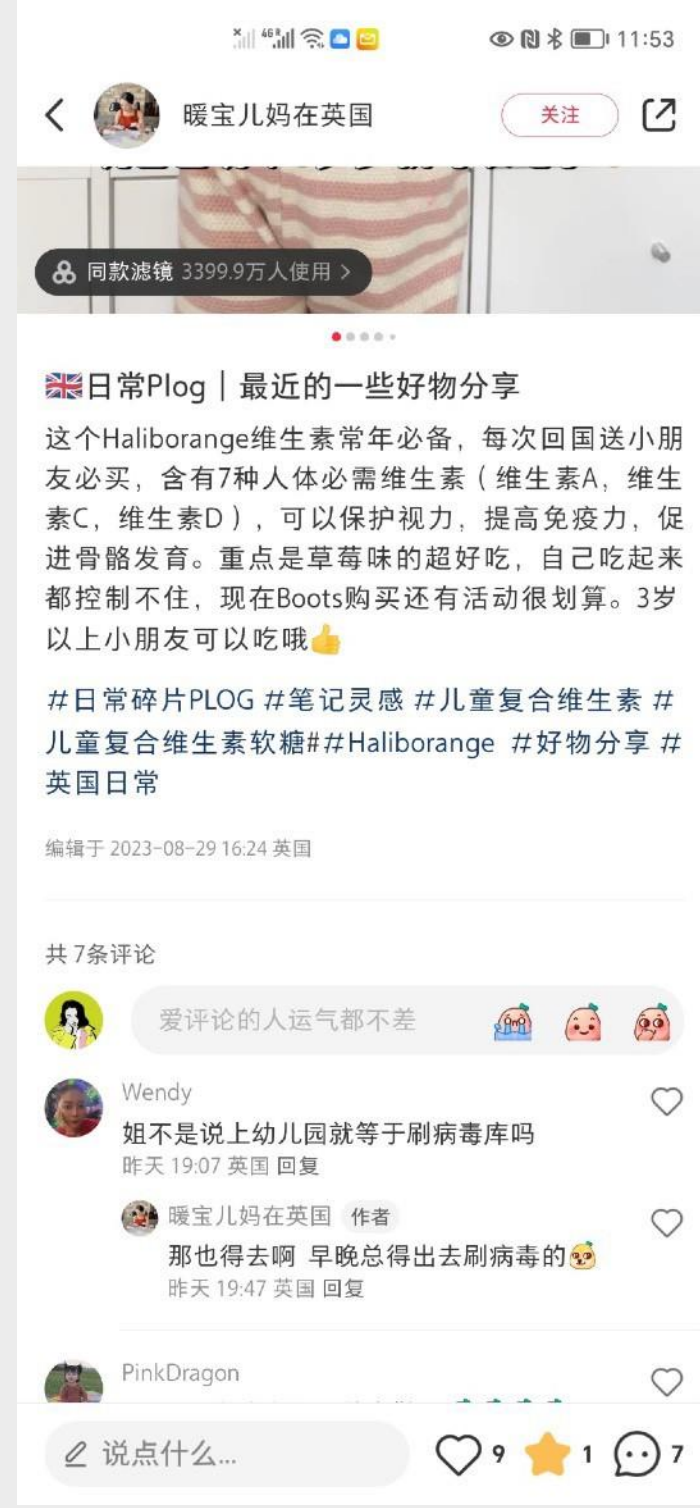 46 11:53
暖宝儿妈在英国 关注
同款滤镜 3399.9万人使用 >
🇬🇧日常Plog｜最近的一些好物分享
这个Haliborange维生素常年必备，每次回国送小朋
友必买，含有7种人体必需维生素（维生素A，维生
素C，维生素D），可以保护视力，提高免疫力，促
进骨骼发育。重点是草莓味的超好吃，自己吃起来
都控制不住，现在Boots购买还有活动很划算。3岁
以上小朋友可以吃哦👍
#日常碎片PLOG #笔记灵感 #儿童复合维生素 #
儿童复合维生素软糖##Haliborange #好物分享 #
英国日常
编辑于 2023-08-29 16:24 英国
共 7条评论
爱评论的人运气都不差
Wendy
姐不是说上幼儿园就等于刷病毒库吗
昨天 19:07 英国 回复
暖宝儿妈在英国 作者
那也得去啊 早晚总得出去刷病毒的
昨天 19:47 英国 回复
PinkDragon
说点什么... 9 1 7